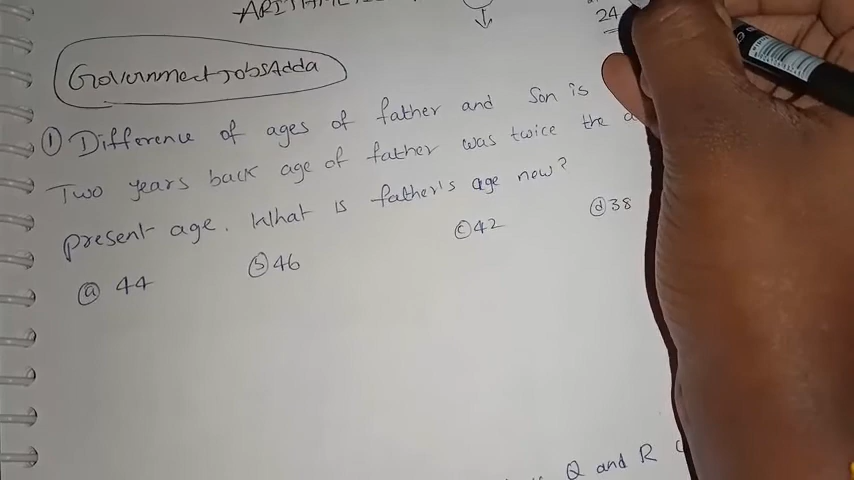 24
GovernmentJobsAdda
① Difference of ages of father and Son is
Two years back age of father was twice the
present age. What is father's age now?
ⓐ 44 ⓑ 46 ⓒ 42 ⓓ 38
Q and R